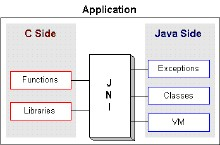 Application
C Side
Java Side
Functions
Libraries
J
N
I
Exceptions
Classes
VM